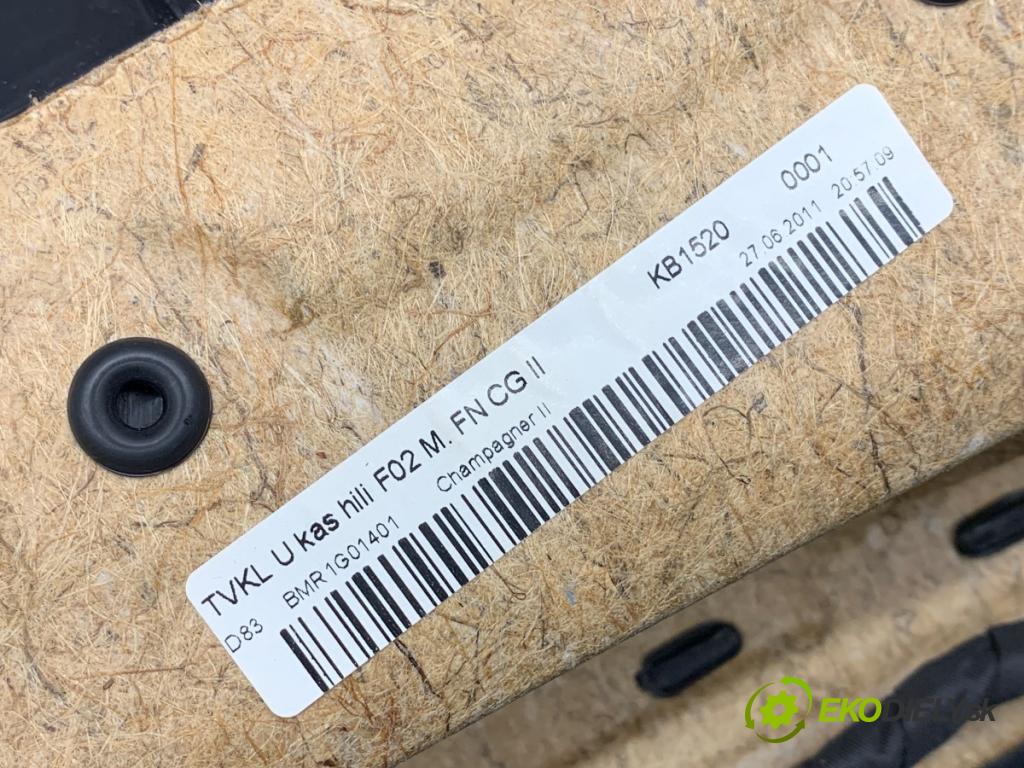 TVKL U kas hili F02 M. FN CG II KB1520 0001
D83 BMR1G01401 Champagner II 27.06.2011 20:57:09
EKODIELY.sk